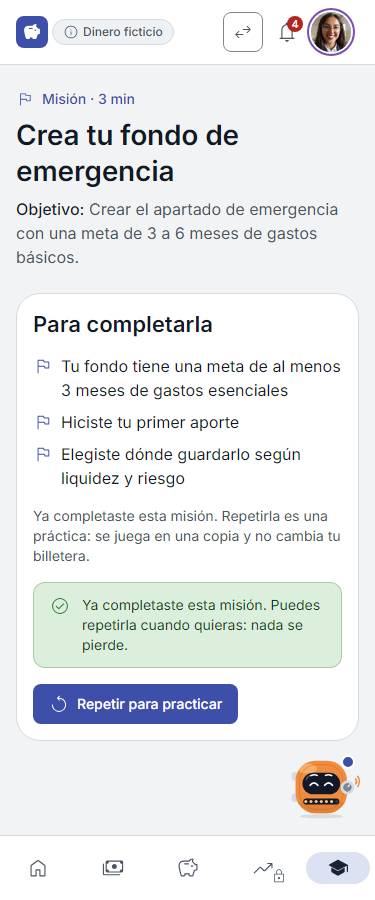 Dinero ficticio
4
Misión · 3 min
Crea tu fondo de
emergencia
Objetivo: Crear el apartado de emergencia
con una meta de 3 a 6 meses de gastos
básicos.
Para completarla
Tu fondo tiene una meta de al menos
3 meses de gastos esenciales
Hiciste tu primer aporte
Elegiste dónde guardarlo según
liquidez y riesgo
Ya completaste esta misión. Repetirla es una
práctica: se juega en una copia y no cambia tu
billetera.
Ya completaste esta misión. Puedes
repetirla cuando quieras: nada se
pierde.
Repetir para practicar